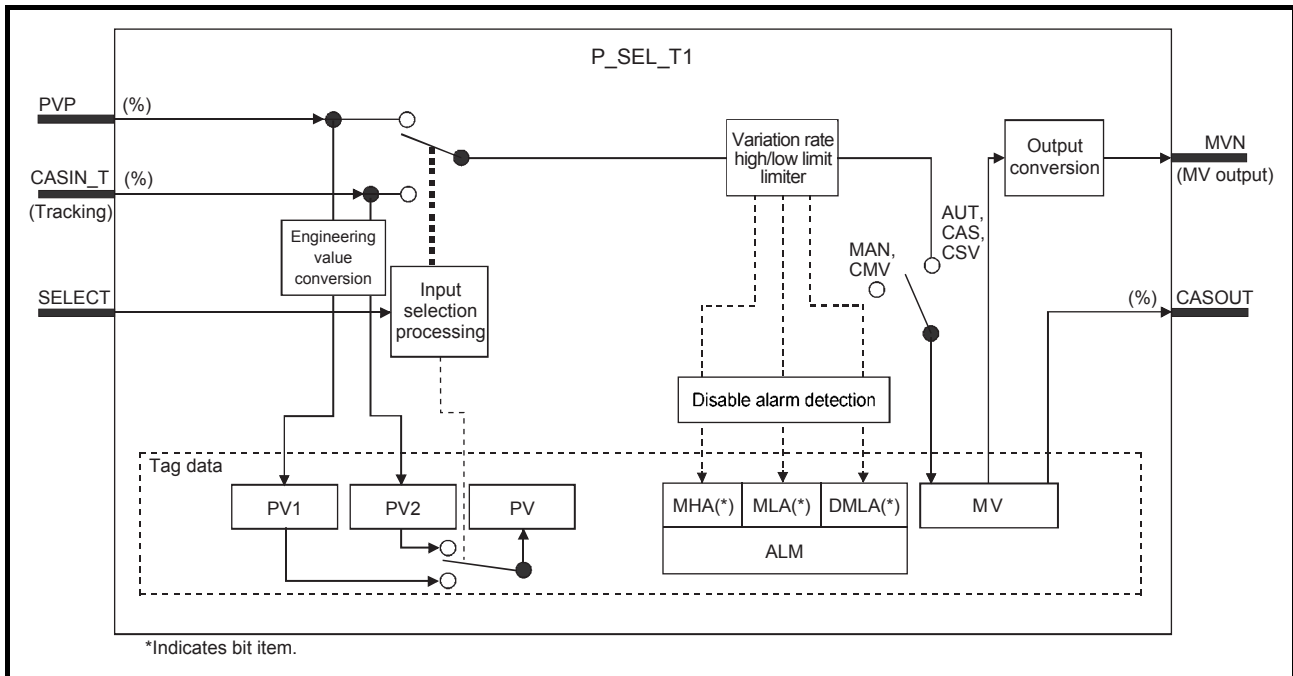 P_SEL_T1
PVP
(%)
CASIN_T
(%)
(Tracking)
SELECT
Engineering
value
conversion
Input
selection
processing
Variation rate
high/low limit
limiter
Output
conversion
MVN
(MV output)
AUT,
CAS,
CSV
MAN,
CMV
(%)
CASOUT
Disable alarm detection
Tag data
PV1
PV2
PV
MHA(*)
MLA(*)
DMLA(*)
ALM
MV
*Indicates bit item.